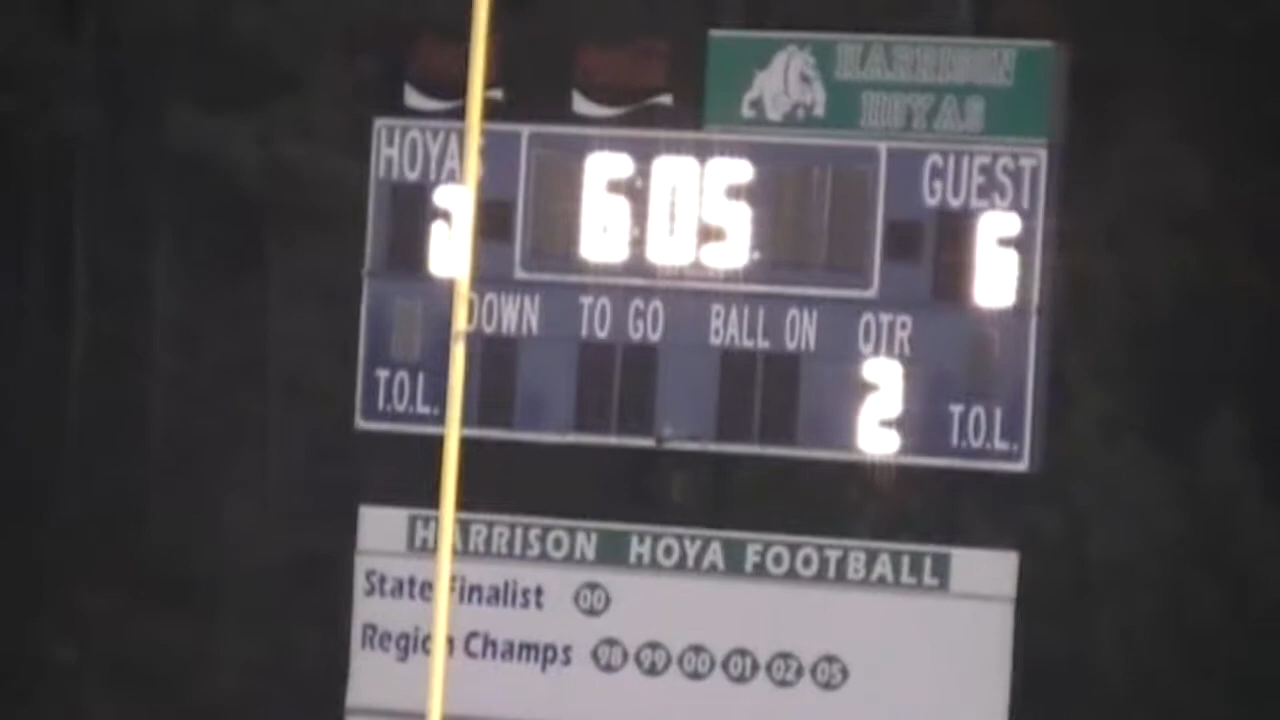 HARRISON
HOYAS
HOYAS GUEST
2 6:05 6
DOWN TO GO BALL ON QTR
2
T.O.L. T.O.L.
HARRISON HOYA FOOTBALL
State Finalist 00
Region Champs 98 99 00 01 02 05